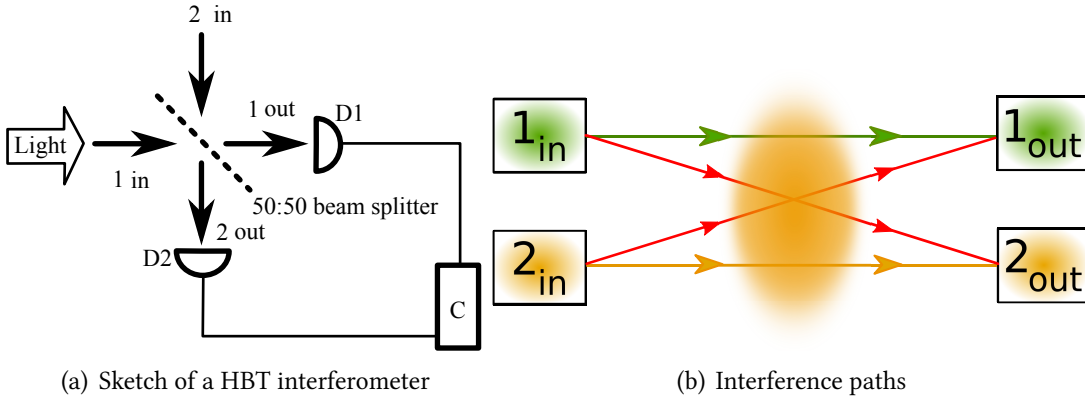 2 in
1 out
D1
Light
1 in
50:50 beam splitter
2 out
D2
C
(a) Sketch of a HBT interferometer
1in
1out
2in
2out
(b) Interference paths